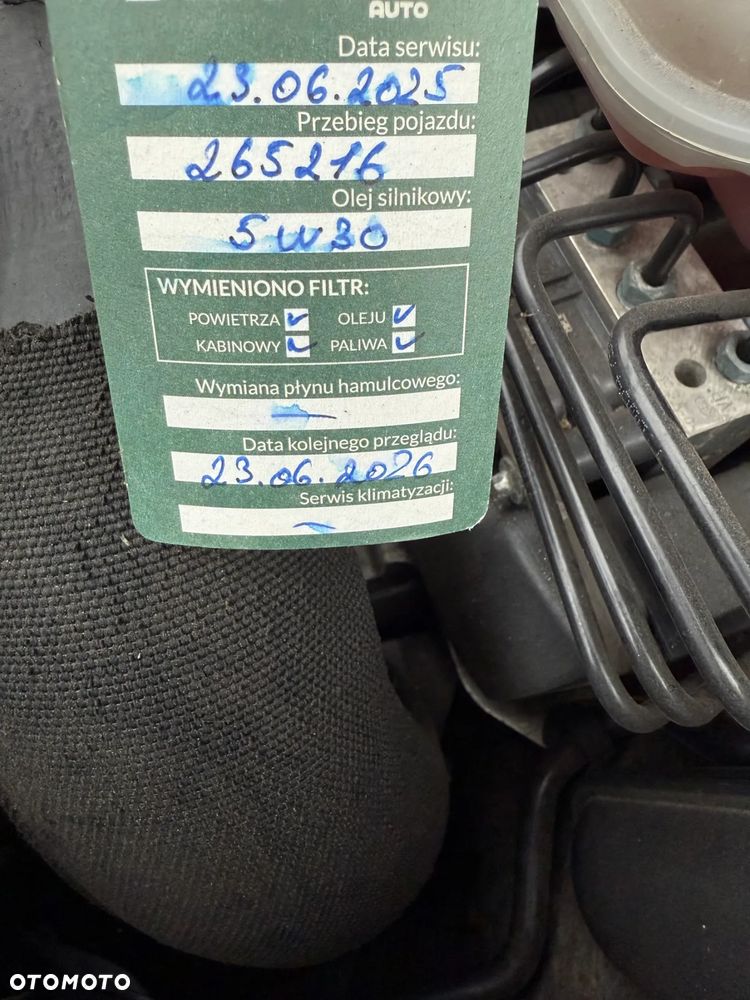 AUTO
Data serwisu:
23.06.2025
Przebieg pojazdu:
265216
Olej silnikowy:
5W30
WYMIENIONO FILTR:
POWIETRZA ✓ OLEJU ✓
KABINOWY ✓ PALIWA ✓
Wymiana płynu hamulcowego:
—
Data kolejnego przeglądu:
23.06.2026
Serwis klimatyzacji:
—
OTOMOTO